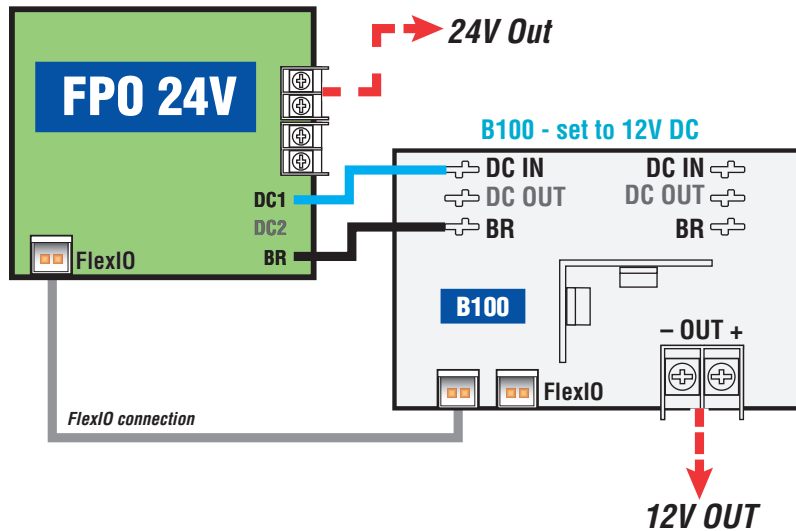 24V Out
FPO 24V
B100 - set to 12V DC
DC IN
DC IN
DC1
DC OUT
DC OUT
DC2
BR
BR
FlexIO
BR
B100
– OUT +
FlexIO
FlexIO connection
12V OUT